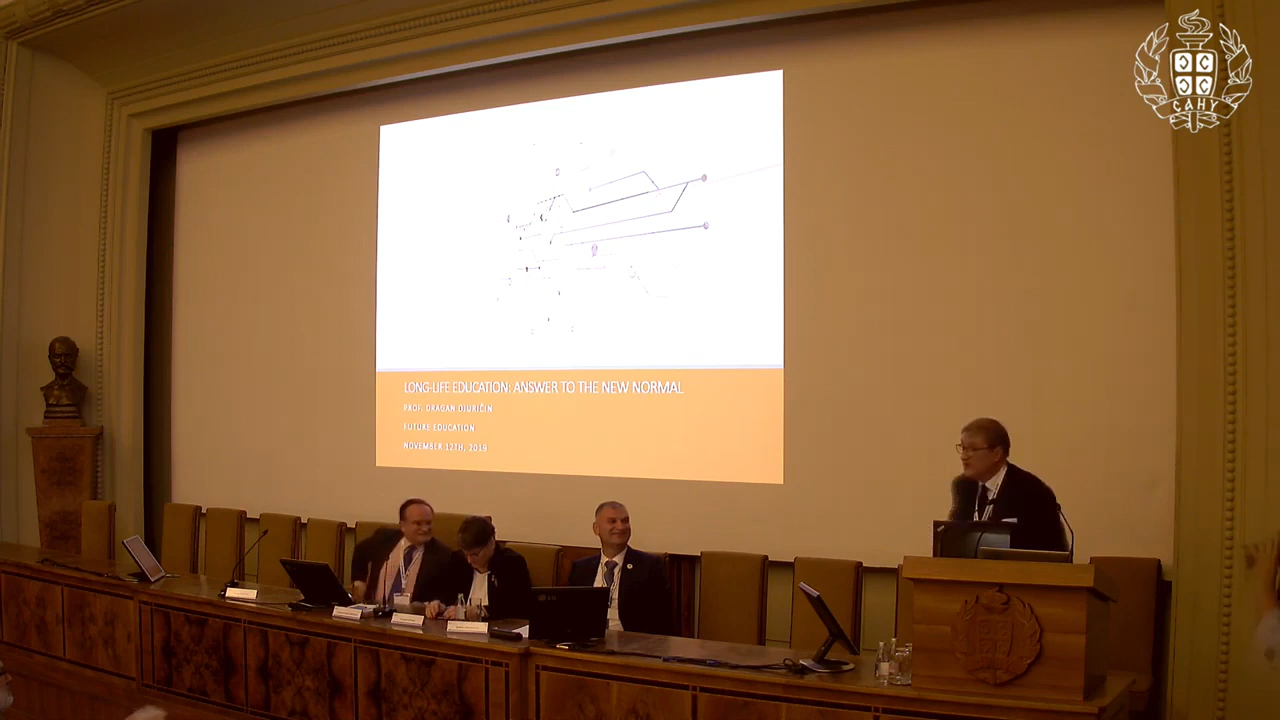 САНУ
LONG-LIFE EDUCATION: ANSWER TO THE NEW NORMAL
PROF. DRAGAN DJURIČIN
FUTURE EDUCATION
NOVEMBER 12TH, 2019